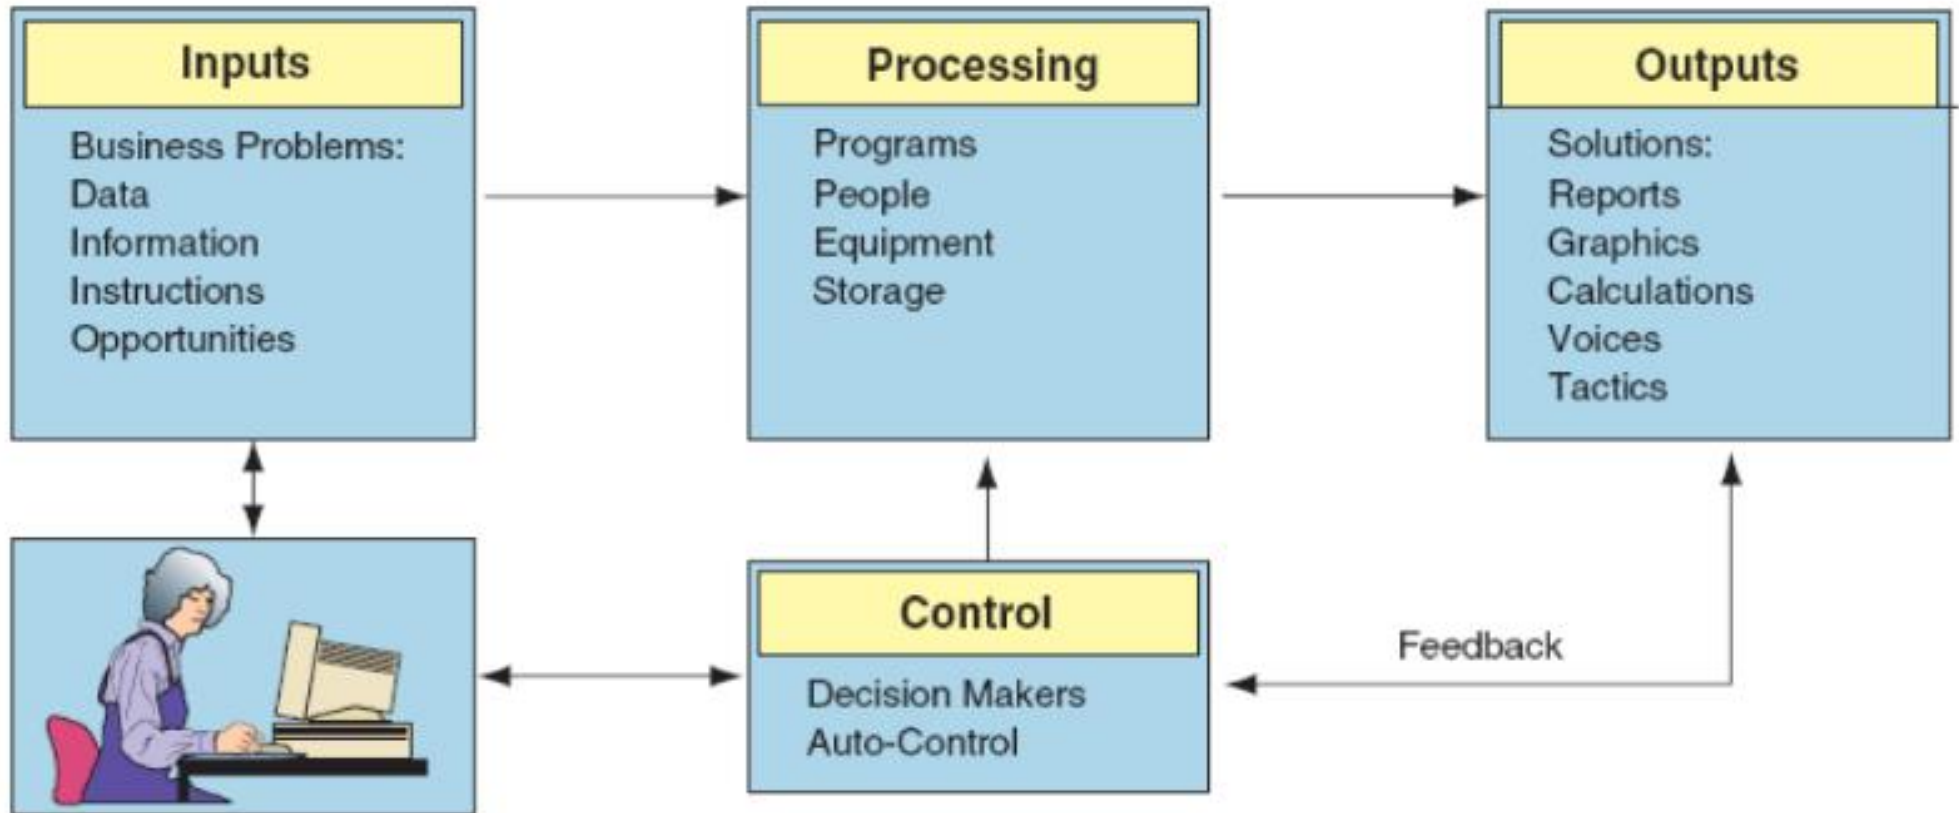 Inputs
Business Problems:
Data
Information
Instructions
Opportunities
Processing
Programs
People
Equipment
Storage
Outputs
Solutions:
Reports
Graphics
Calculations
Voices
Tactics
Control
Decision Makers
Auto-Control
Feedback